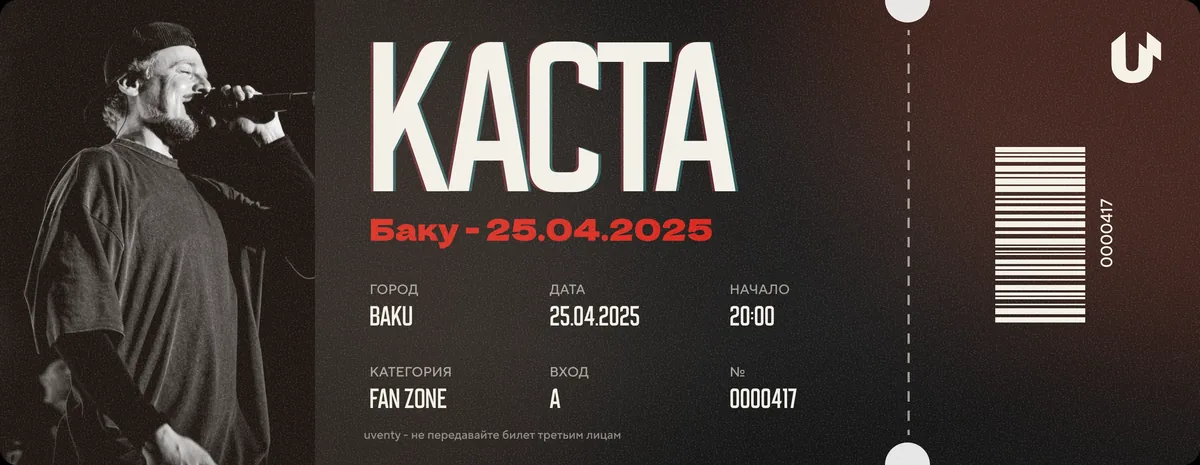 КАСТА
Баку - 25.04.2025
ГОРОД
BAKU
ДАТА
25.04.2025
НАЧАЛО
20:00
КАТЕГОРИЯ
FAN ZONE
ВХОД
A
№
0000417
uventy - не передавайте билет третьим лицам
0000417